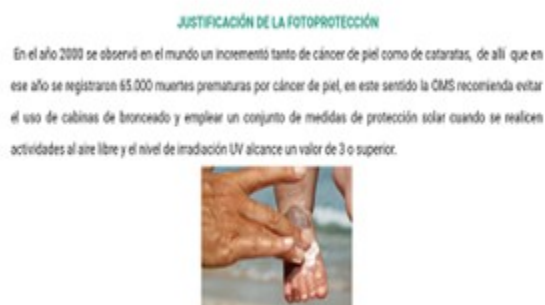 JUSTIFICACIÓN DE LA FOTOPROTECCIÓN
En el año 2000 se observó en el mundo un incrementó tanto de cáncer de piel como de cataratas, de allí que en
ese año se registraron 65.000 muertes prematuras por cáncer de piel, en este sentido la OMS recomienda evitar
el uso de cabinas de bronceado y emplear un conjunto de medidas de protección solar cuando se realicen
actividades al aire libre y el nivel de irradiación UV alcance un valor de 3 o superior.